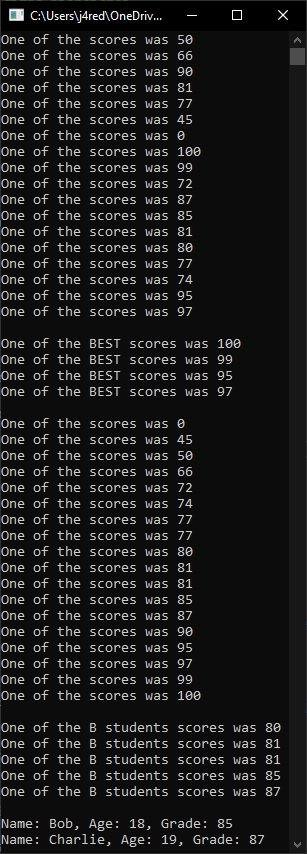 C:\Users\j4red\OneDriv...
One of the scores was 50
One of the scores was 66
One of the scores was 90
One of the scores was 81
One of the scores was 77
One of the scores was 45
One of the scores was 0
One of the scores was 100
One of the scores was 99
One of the scores was 72
One of the scores was 87
One of the scores was 85
One of the scores was 81
One of the scores was 80
One of the scores was 77
One of the scores was 74
One of the scores was 95
One of the scores was 97
One of the BEST scores was 100
One of the BEST scores was 99
One of the BEST scores was 95
One of the BEST scores was 97
One of the scores was 0
One of the scores was 45
One of the scores was 50
One of the scores was 66
One of the scores was 72
One of the scores was 74
One of the scores was 77
One of the scores was 77
One of the scores was 80
One of the scores was 81
One of the scores was 81
One of the scores was 85
One of the scores was 87
One of the scores was 90
One of the scores was 95
One of the scores was 97
One of the scores was 99
One of the scores was 100
One of the B students scores was 80
One of the B students scores was 81
One of the B students scores was 81
One of the B students scores was 85
One of the B students scores was 87
Name: Bob, Age: 18, Grade: 85
Name: Charlie, Age: 19, Grade: 87